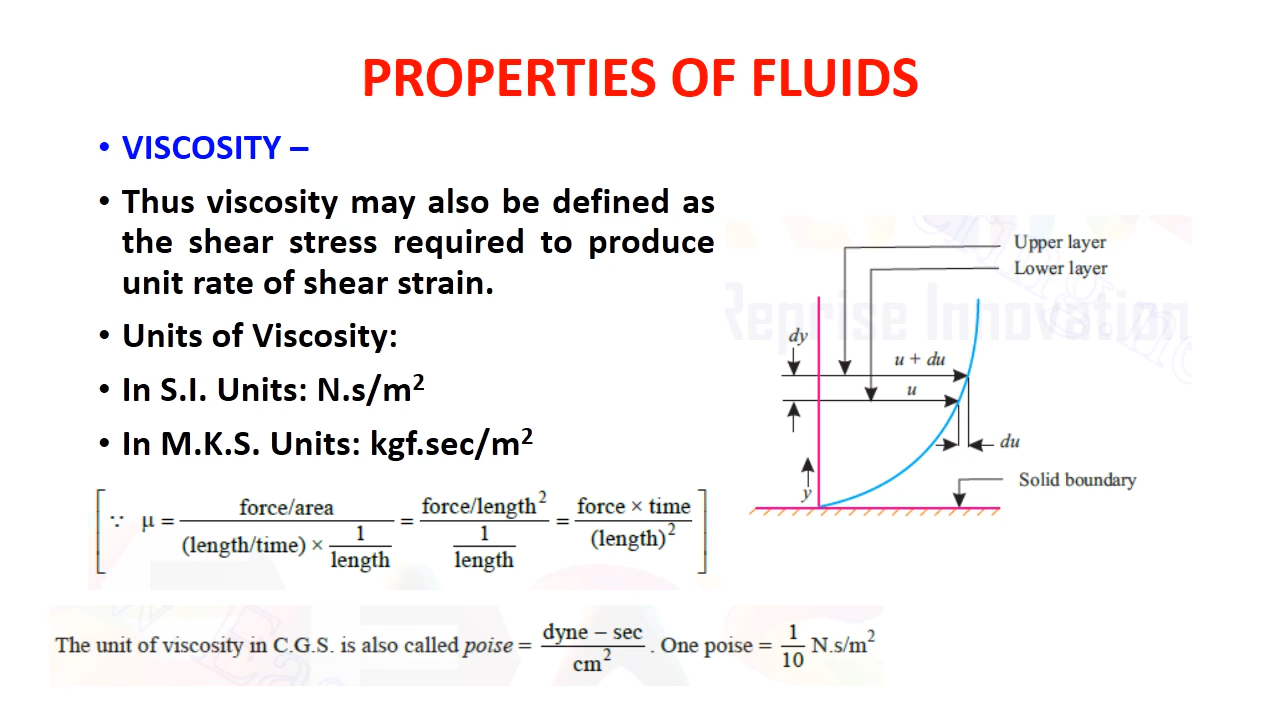 PROPERTIES OF FLUIDS
• VISCOSITY –
• Thus viscosity may also be defined as
the shear stress required to produce
unit rate of shear strain.
• Units of Viscosity:
• In S.I. Units: N.s/m²
• In M.K.S. Units: kgf.sec/m²
[∵ μ = force/area / ((length/time) × 1/length) = force/length² / (1/length) = force × time / (length)²]
The unit of viscosity in C.G.S. is also called poise = dyne – sec / cm² . One poise = 1/10 N.s/m²
Upper layer
Lower layer
Reprise Innovation
dy
u + du
u
du
y
Solid boundary